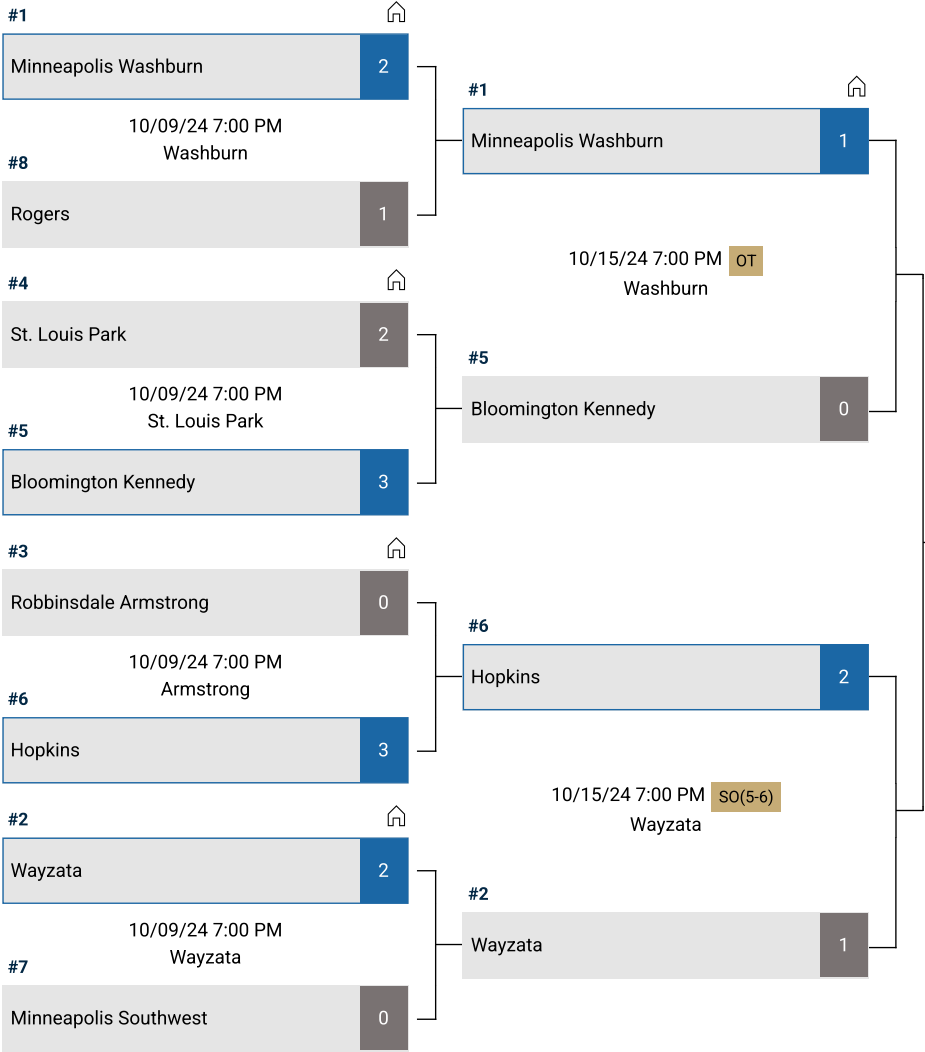 #1
Minneapolis Washburn 2
10/09/24 7:00 PM
Washburn
#8
Rogers 1
#4
St. Louis Park 2
10/09/24 7:00 PM
St. Louis Park
#5
Bloomington Kennedy 3
#3
Robbinsdale Armstrong 0
10/09/24 7:00 PM
Armstrong
#6
Hopkins 3
#2
Wayzata 2
10/09/24 7:00 PM
Wayzata
#7
Minneapolis Southwest 0
#1
Minneapolis Washburn 1
10/15/24 7:00 PM OT
Washburn
#5
Bloomington Kennedy 0
#6
Hopkins 2
10/15/24 7:00 PM SO(5-6)
Wayzata
#2
Wayzata 1